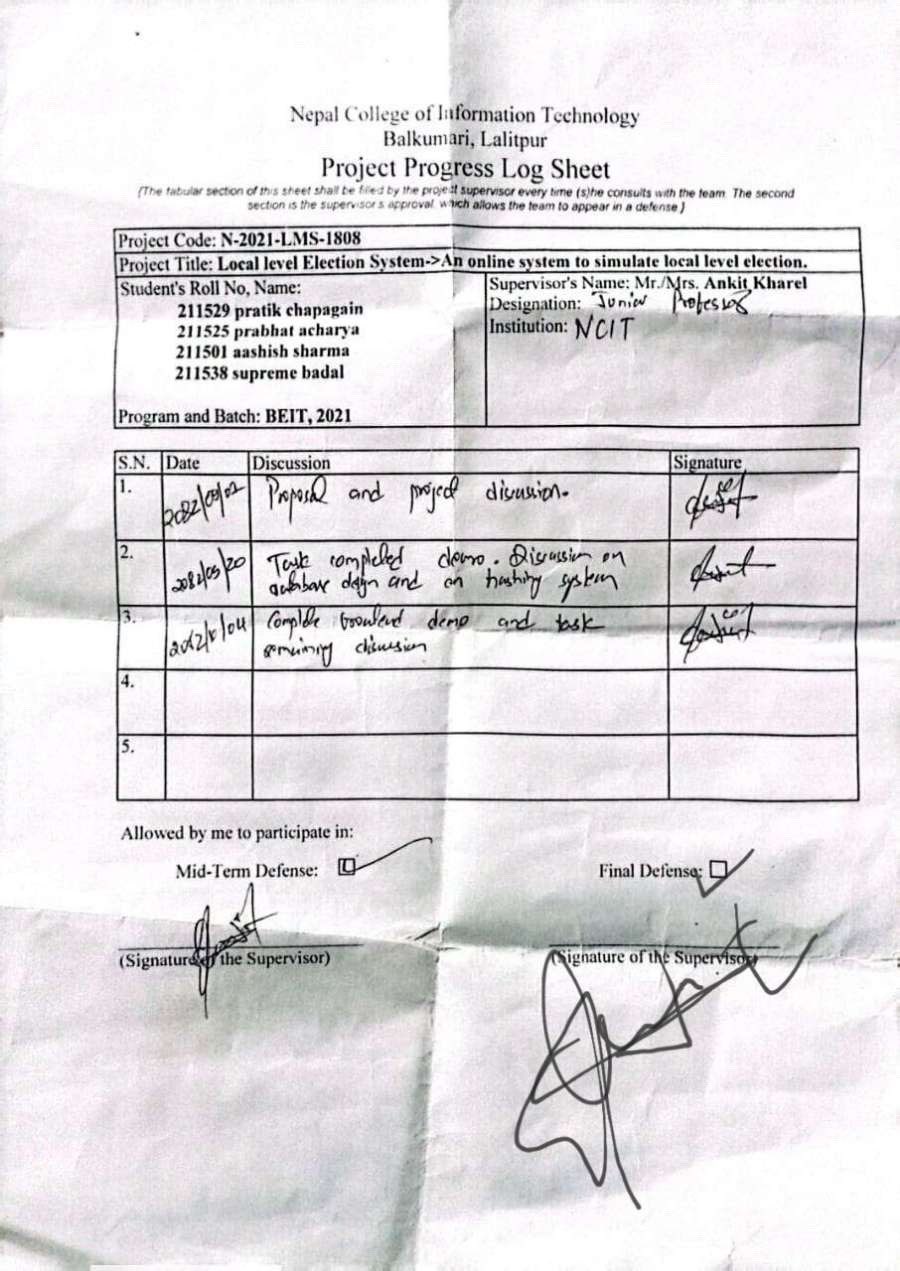 Nepal College of Information Technology
Balkumari, Lalitpur
Project Progress Log Sheet
(The tabular section of this sheet shall be filled by the project supervisor every time (s)he consults with the team. The second
section is the supervisor's approval, which allows the team to appear in a defense.)
Project Code: N-2021-LMS-1808
Project Title: Local level Election System->An online system to simulate local level election.
Student's Roll No, Name:
211529 pratik chapagain
211525 prabhat acharya
211501 aashish sharma
211538 supreme badal
Program and Batch: BEIT, 2021
Supervisor's Name: Mr./Mrs. Ankit Kharel
Designation: Junior Professor
Institution: NCIT
S.N. Date Discussion Signature
1. 2082/03/02 Proposal and project discussion.
2. 2082/03/20 Task completed demo. Discussion on
database design and on hashing system
3. Complete frontend demo and task
remaining discussion
4.
5.
Allowed by me to participate in:
Mid-Term Defense:
Final Defense:
(Signature of the Supervisor)
(Signature of the Supervisor)